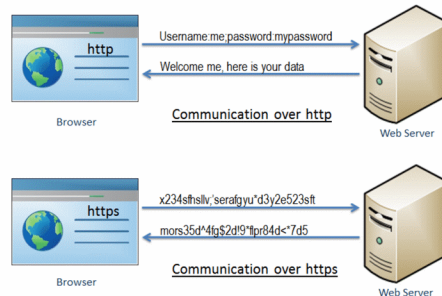 http
Username:me;password:mypassword
Welcome me, here is your data
Browser
Communication over http
Web Server
https
x234sfhsllv;'serafgyu*d3y2e523sft
mors35d^4fg$2d!9*flpr84d<*7d5
Browser
Communication over https
Web Server